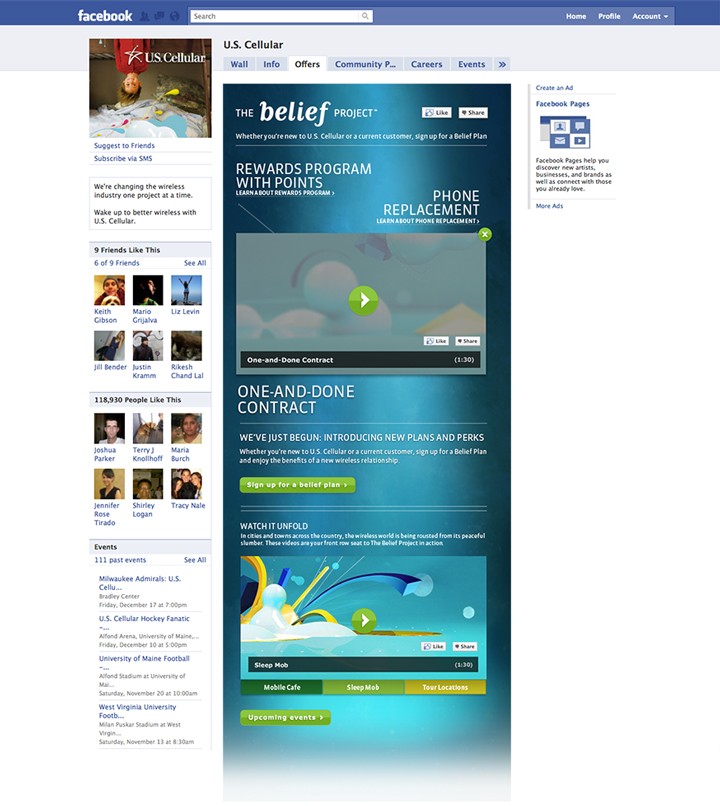 facebook
Search
Home Profile Account
U.S. Cellular
U.S. Cellular
Wall Info Offers Community P... Careers Events »
Suggest to Friends
Subscribe via SMS
We're changing the wireless
industry one project at a time.
Wake up to better wireless with
U.S. Cellular.
9 Friends Like This
6 of 9 Friends See All
Keith
Gibson
Mario
Grijalva
Liz Levin
Jill Bender
Justin
Kramm
Rikesh
Chand Lal
118,930 People Like This
Joshua
Parker
Terry J
Knollhoff
Maria
Burch
Jennifer
Rose
Tirado
Shirley
Logan
Tracy Nale
Events
111 past events See All
Milwaukee Admirals: U.S.
Cellu...
Bradley Center
Friday, December 17 at 7:00pm
U.S. Cellular Hockey Fanatic
~...
Alfond Arena, University of Maine,...
Friday, December 10 at 5:00pm
University of Maine Football
~...
Alfond Stadium at University of
Mai...
Saturday, November 20 at 10:00am
West Virginia University
Footb...
Milan Puskar Stadium at West
Virgin...
Saturday, November 13 at 8:30am
THE belief PROJECT™
Like Share
Whether you're new to U.S. Cellular or a current customer, sign up for a Belief Plan
REWARDS PROGRAM
WITH POINTS
LEARN ABOUT REWARDS PROGRAM ›
PHONE
REPLACEMENT
LEARN ABOUT PHONE REPLACEMENT ›
Like Share
One-and-Done Contract (1:30)
ONE-AND-DONE
CONTRACT
WE'VE JUST BEGUN: INTRODUCING NEW PLANS AND PERKS
Whether you're new to U.S. Cellular or a current customer, sign up for a Belief Plan
and enjoy the benefits of a new wireless relationship.
Sign up for a belief plan ›
WATCH IT UNFOLD
In cities and towns across the country, the wireless world is being rousted from its peaceful
slumber. These videos are your front row seat to The Belief Project in action.
Like Share
Sleep Mob (1:30)
Mobile Cafe Sleep Mob Tour Locations
Upcoming events ›
Create an Ad
Facebook Pages
Facebook Pages help you
discover new artists,
businesses, and brands as
well as connect with those
you already love.
More Ads